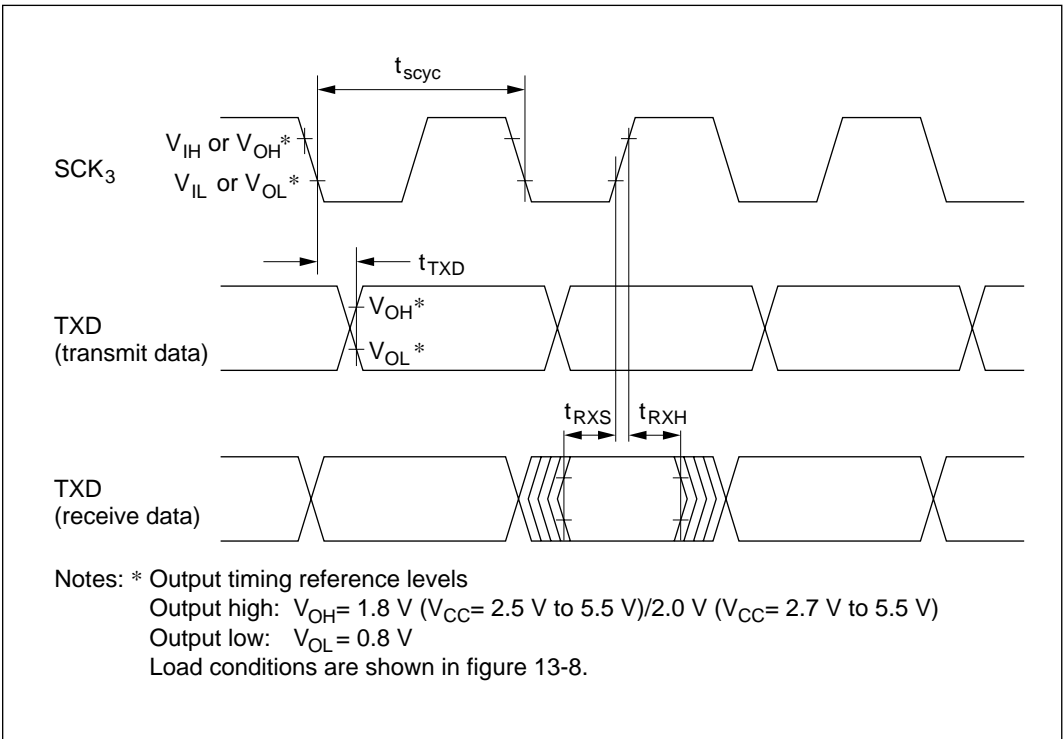 t_scyc
V_IH or V_OH*
SCK_3
V_IL or V_OL*
t_TXD
V_OH*
TXD
(transmit data)
V_OL*
t_RXS t_RXH
TXD
(receive data)
Notes: * Output timing reference levels
Output high: V_OH= 1.8 V (V_CC= 2.5 V to 5.5 V)/2.0 V (V_CC= 2.7 V to 5.5 V)
Output low: V_OL= 0.8 V
Load conditions are shown in figure 13-8.